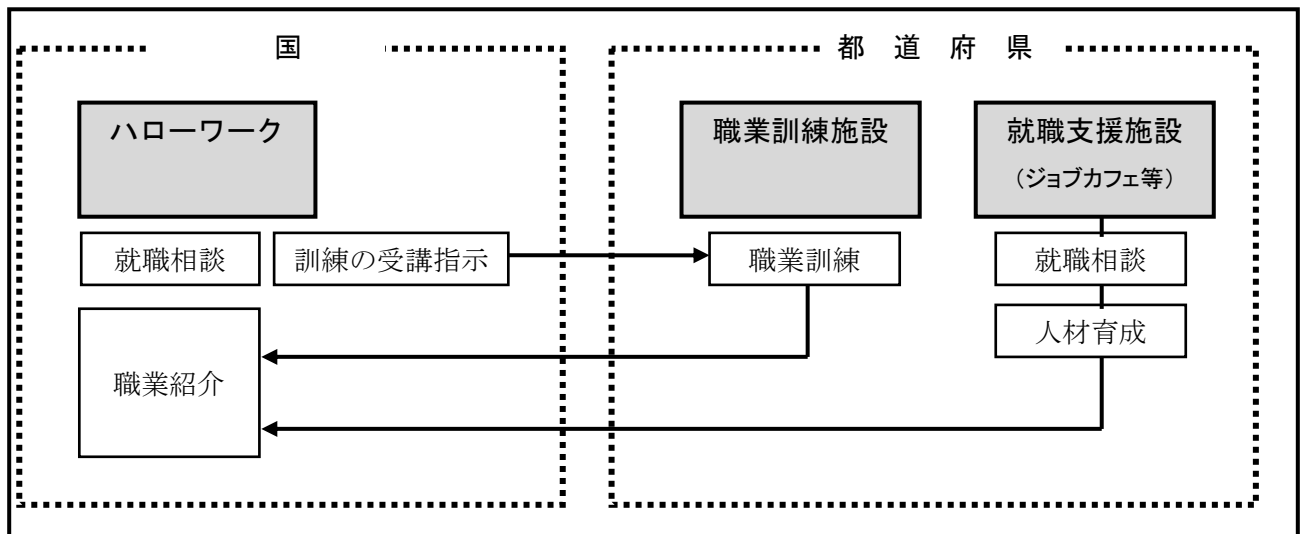 国
都道府県
ハローワーク
職業訓練施設
就職支援施設
（ジョブカフェ等）
就職相談
訓練の受講指示
職業訓練
就職相談
人材育成
職業紹介